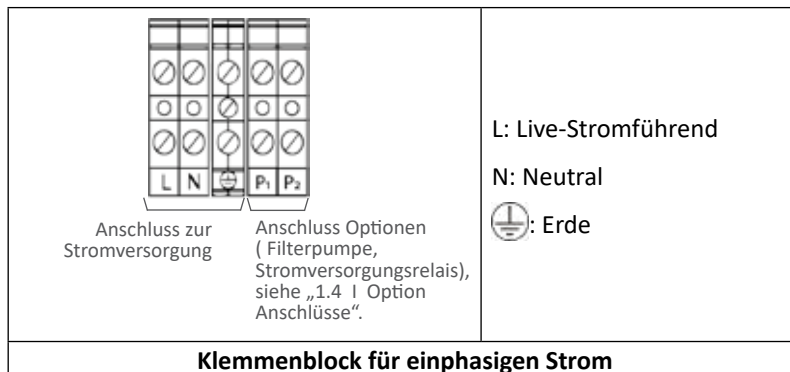 L N P₁ P₂
Anschluss zur
Stromversorgung
Anschluss Optionen
( Filterpumpe,
Stromversorgungsrelais),
siehe „1.4 I Option
Anschlüsse“.
L: Live-Stromführend
N: Neutral
: Erde
Klemmenblock für einphasigen Strom